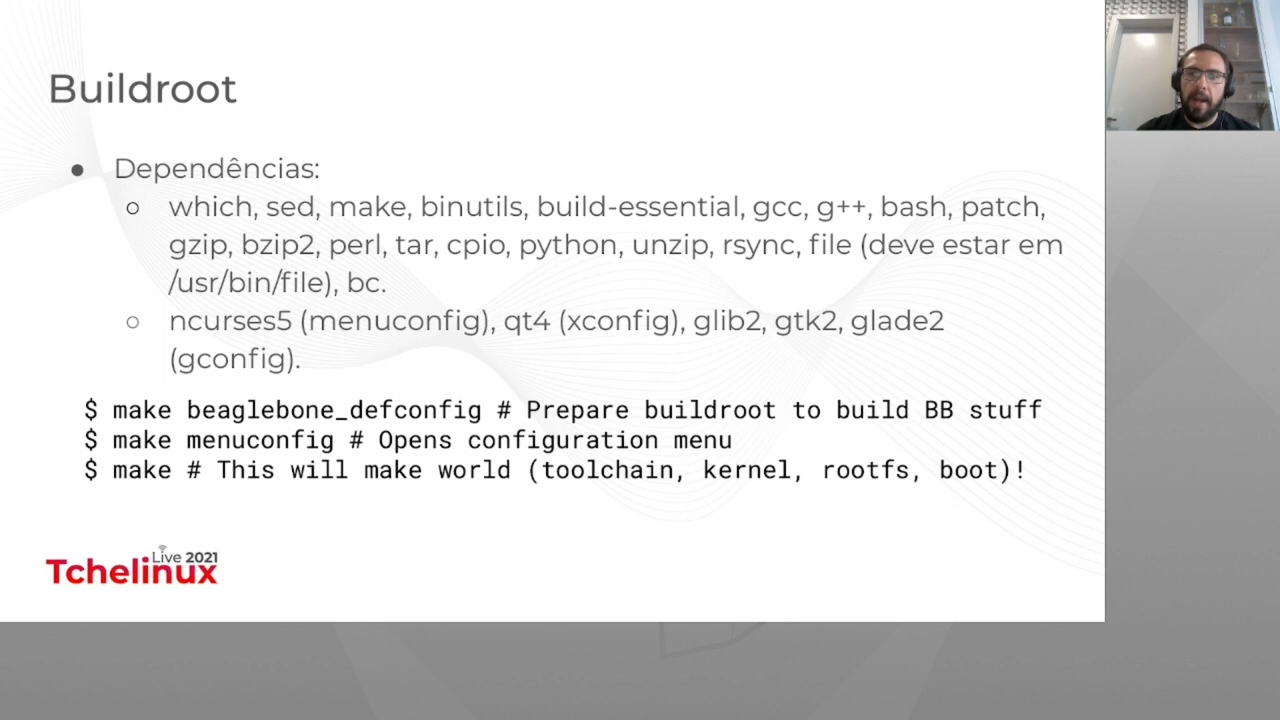 Buildroot
● Dependências:
○ which, sed, make, binutils, build-essential, gcc, g++, bash, patch,
gzip, bzip2, perl, tar, cpio, python, unzip, rsync, file (deve estar em
/usr/bin/file), bc.
○ ncurses5 (menuconfig), qt4 (xconfig), glib2, gtk2, glade2
(gconfig).
$ make beaglebone_defconfig # Prepare buildroot to build BB stuff
$ make menuconfig # Opens configuration menu
$ make # This will make world (toolchain, kernel, rootfs, boot)!
Live 2021
Tchelinux